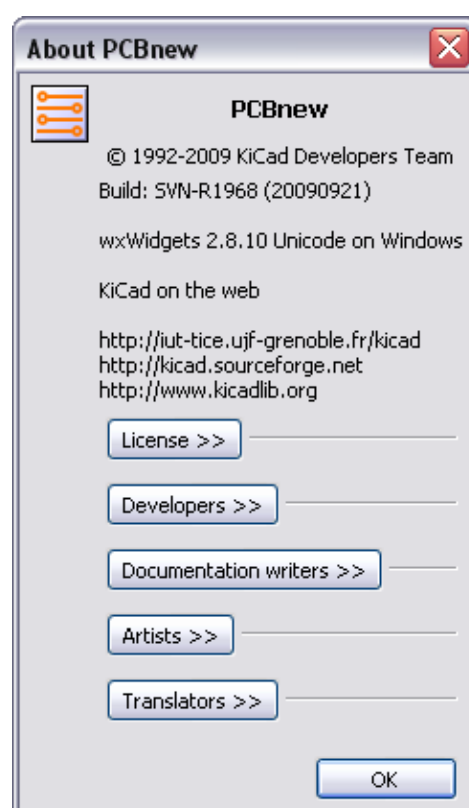 About PCBnew
PCBnew
© 1992-2009 KiCad Developers Team
Build: SVN-R1968 (20090921)
wxWidgets 2.8.10 Unicode on Windows
KiCad on the web
http://iut-tice.ujf-grenoble.fr/kicad
http://kicad.sourceforge.net
http://www.kicadlib.org
License >>
Developers >>
Documentation writers >>
Artists >>
Translators >>
OK